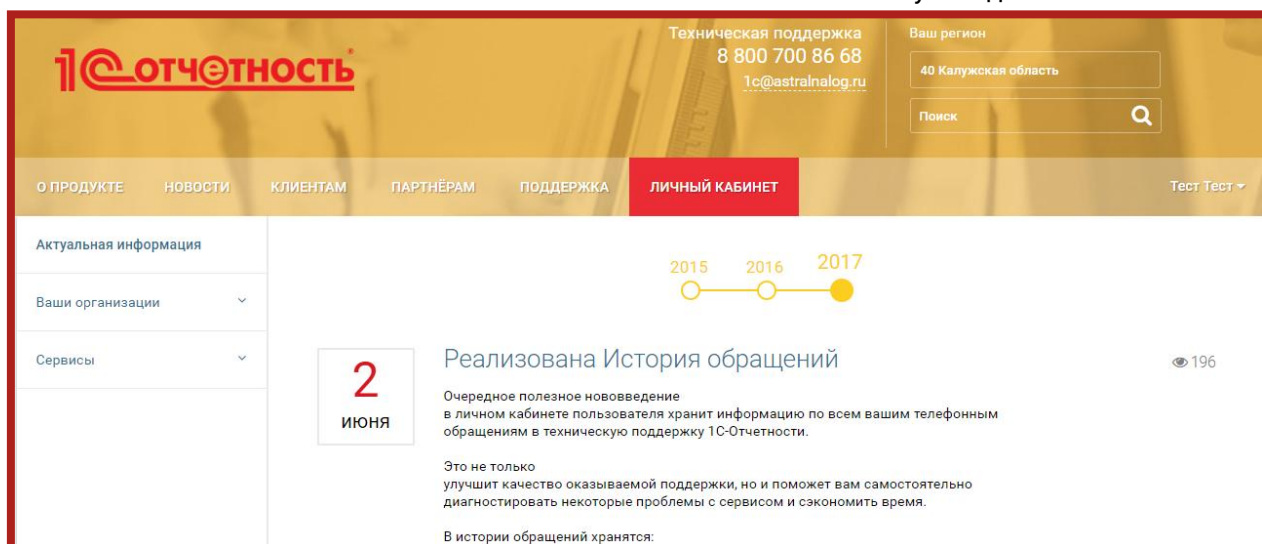 1С-отчетность
Техническая поддержка
8 800 700 86 68
1c@astralnalog.ru
Ваш регион
40 Калужская область
Поиск
О ПРОДУКТЕ НОВОСТИ КЛИЕНТАМ ПАРТНЁРАМ ПОДДЕРЖКА ЛИЧНЫЙ КАБИНЕТ Тест Тест
Актуальная информация
Ваши организации
Сервисы
2015 2016 2017
2
июня
Реализована История обращений
196
Очередное полезное нововведение
в личном кабинете пользователя хранит информацию по всем вашим телефонным
обращениям в техническую поддержку 1С-Отчетности.
Это не только
улучшит качество оказываемой поддержки, но и поможет вам самостоятельно
диагностировать некоторые проблемы с сервисом и сэкономить время.
В истории обращений хранятся: